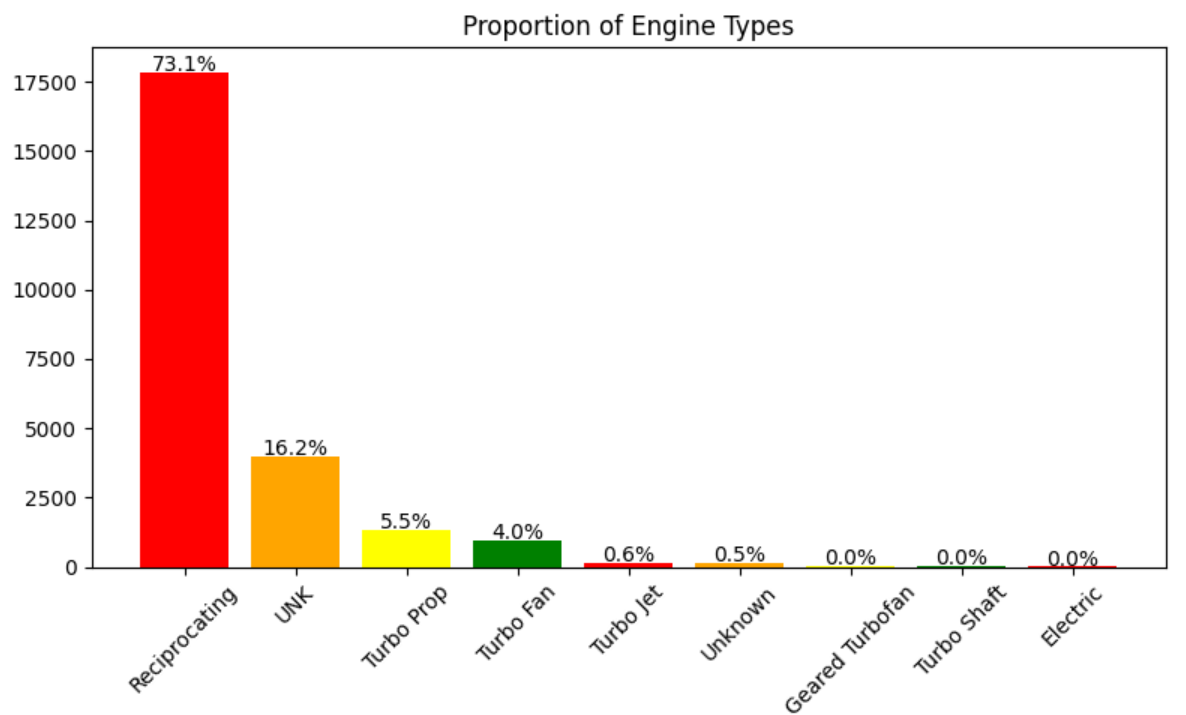 Proportion of Engine Types
17500
15000
12500
10000
7500
5000
2500
0
73.1%
16.2%
5.5%
4.0%
0.6%
0.5%
0.0%
0.0%
0.0%
Reciprocating
UNK
Turbo Prop
Turbo Fan
Turbo Jet
Unknown
Geared Turbofan
Turbo Shaft
Electric